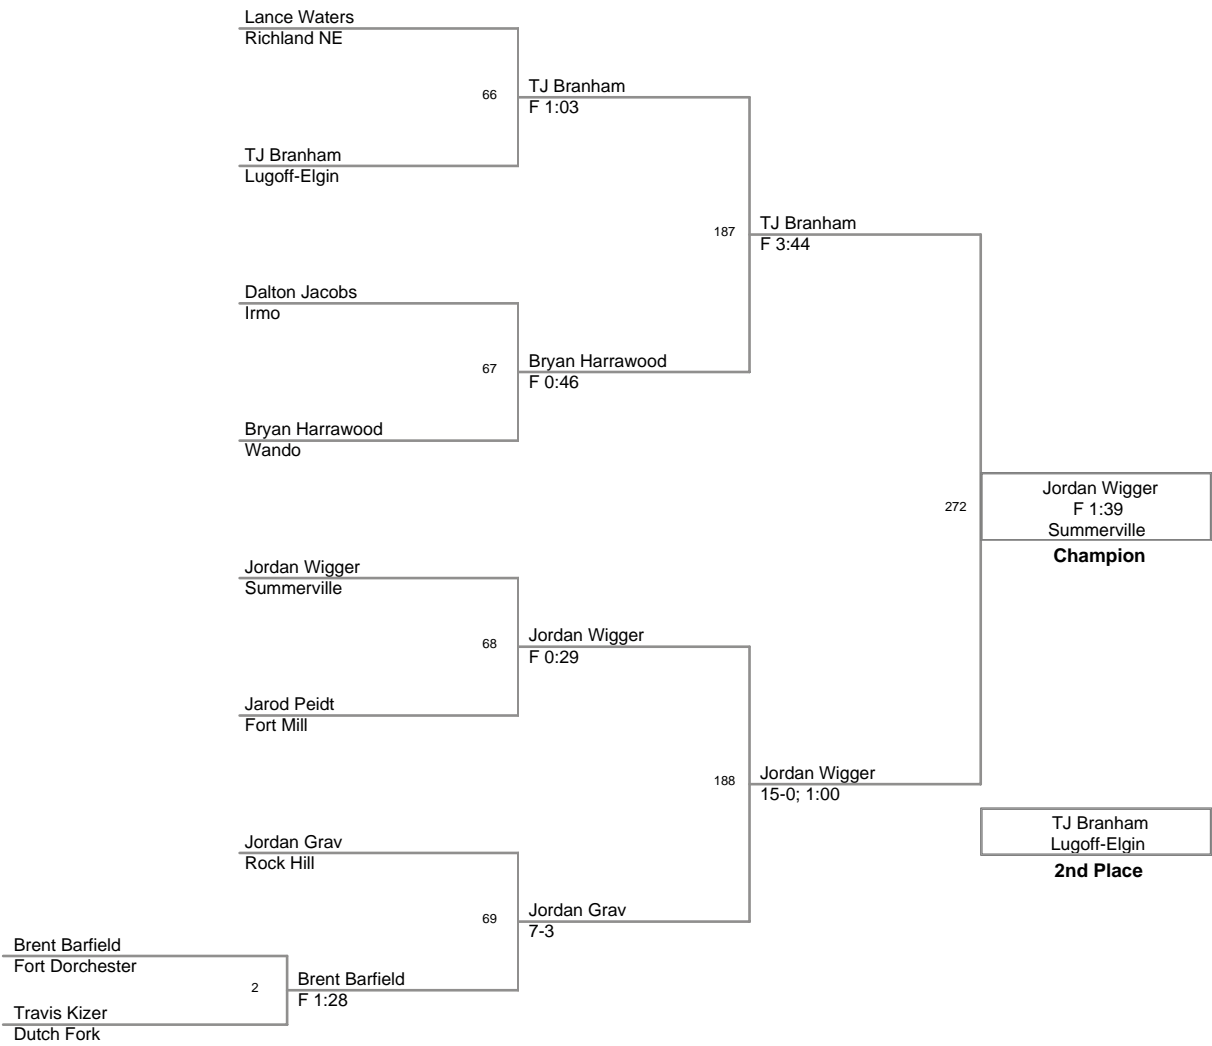 Lance Waters
Richland NE
66
TJ Branham
F 1:03
TJ Branham
Lugoff-Elgin
187
TJ Branham
F 3:44
Dalton Jacobs
Irmo
67
Bryan Harrawood
F 0:46
Bryan Harrawood
Wando
272
Jordan Wigger
F 1:39
Summerville
Champion
Jordan Wigger
Summerville
68
Jordan Wigger
F 0:29
Jarod Peidt
Fort Mill
188
Jordan Wigger
15-0; 1:00
TJ Branham
Lugoff-Elgin
2nd Place
Jordan Grav
Rock Hill
69
Jordan Grav
7-3
Brent Barfield
Fort Dorchester
2
Brent Barfield
F 1:28
Travis Kizer
Dutch Fork